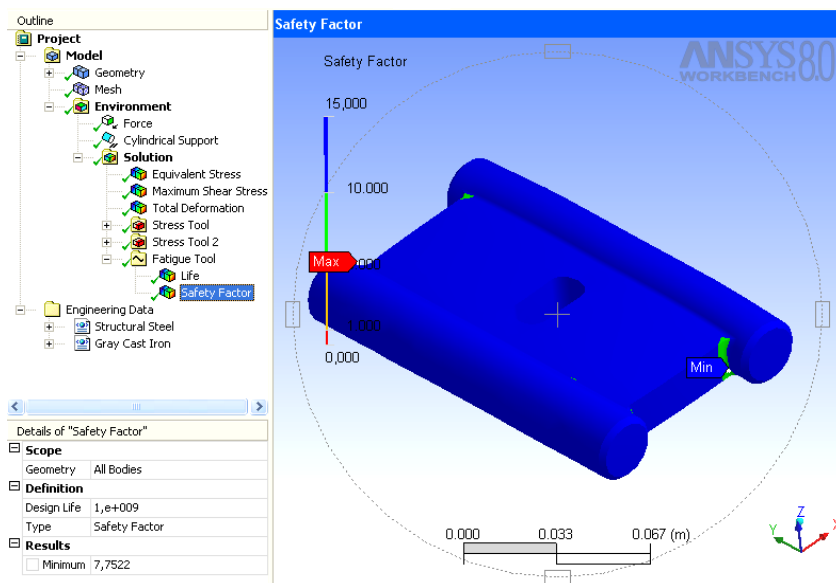 Outline
Project
Model
Geometry
Mesh
Environment
Force
Cylindrical Support
Solution
Equivalent Stress
Maximum Shear Stress
Total Deformation
Stress Tool
Stress Tool 2
Fatigue Tool
Life
Safety Factor
Engineering Data
Structural Steel
Gray Cast Iron
Details of "Safety Factor"
Scope
Geometry All Bodies
Definition
Design Life 1,e+009
Type Safety Factor
Results
Minimum 7,7522
Safety Factor
ANSYS 8.0
WORKBENCH
Safety Factor
15,000
10.000
Max
1.000
0,000
Min
0.000 0.033 0.067 (m)
Z
Y X